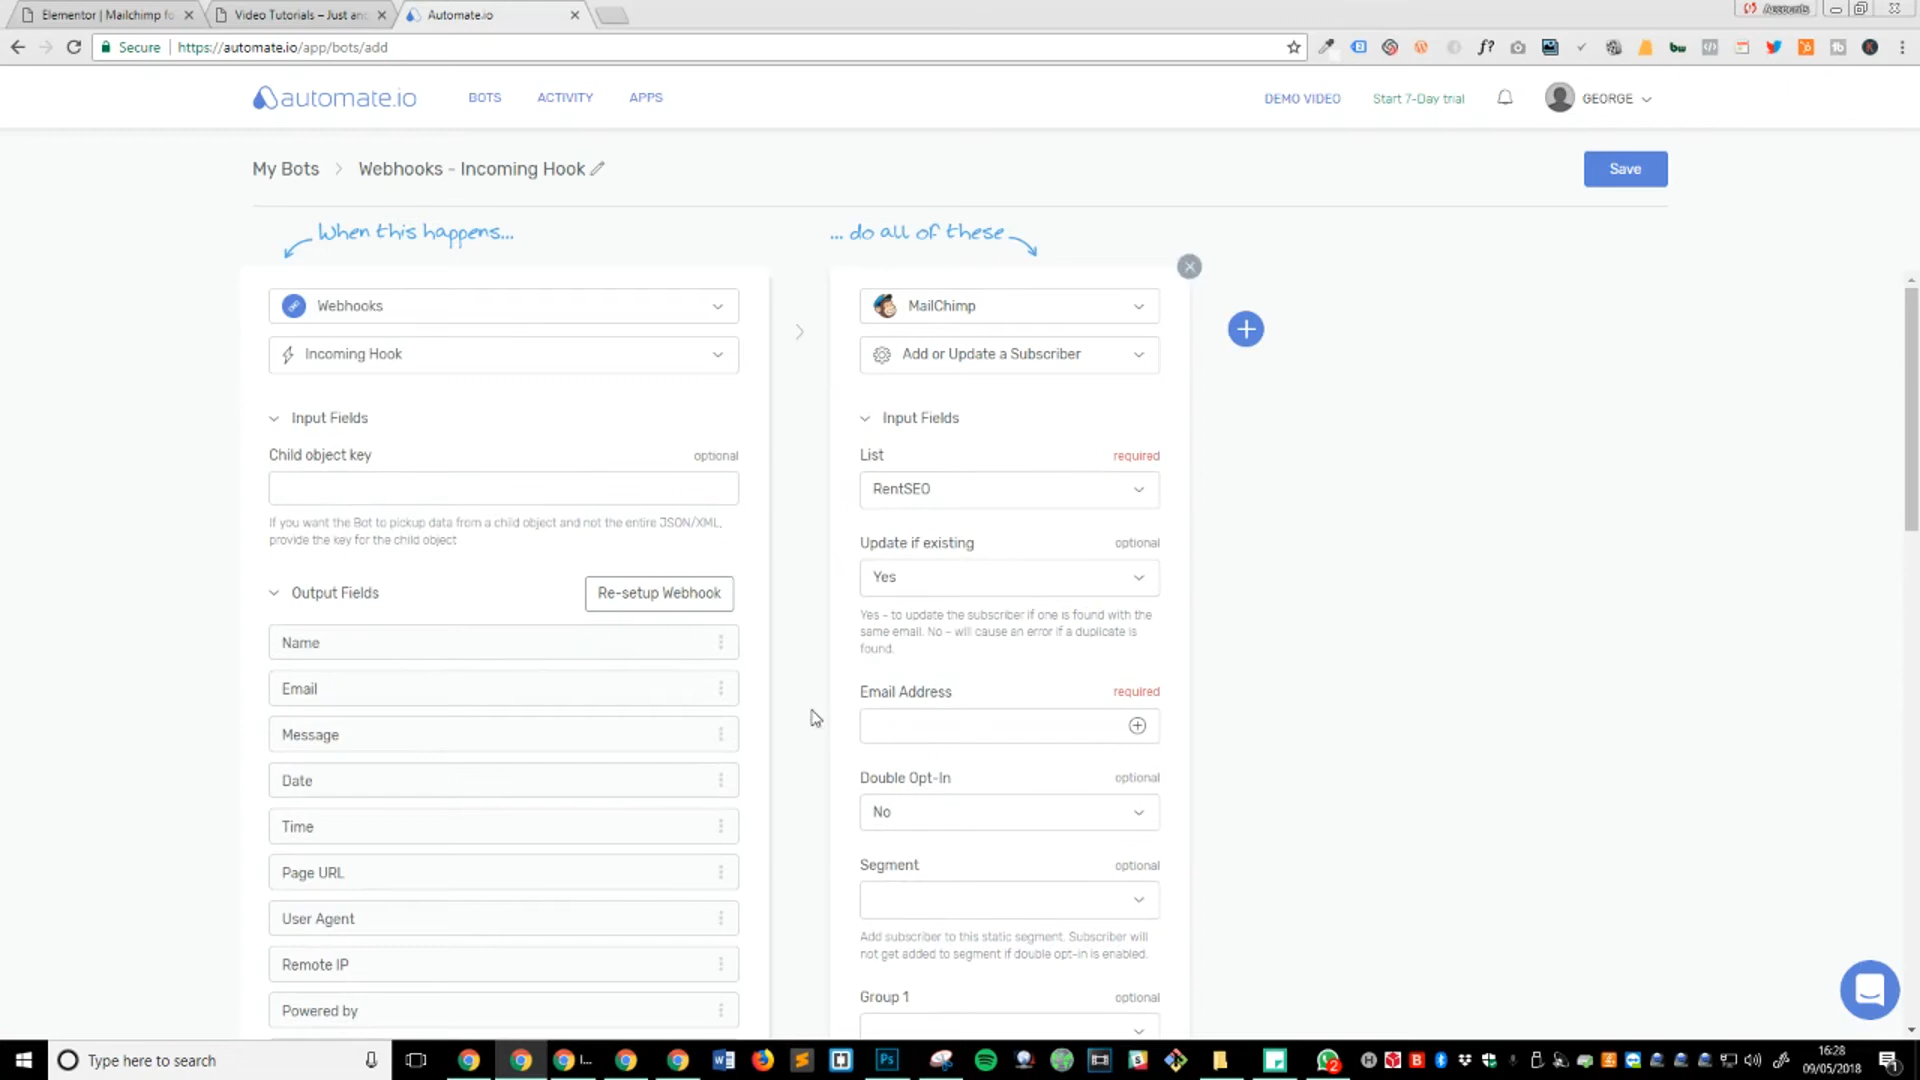 Elementor | Mailchimp fo
Video Tutorials – Just an
Automate.io
Accounts
Secure
https://automate.io/app/bots/add
automate.io
BOTS
ACTIVITY
APPS
DEMO VIDEO
Start 7-Day trial
GEORGE
My Bots
Webhooks - Incoming Hook
Save
When this happens...
... do all of these
Webhooks
Incoming Hook
Input Fields
Child object key
optional
If you want the Bot to pickup data from a child object and not the entire JSON/XML,
provide the key for the child object
Output Fields
Re-setup Webhook
Name
Email
Message
Date
Time
Page URL
User Agent
Remote IP
Powered by
MailChimp
Add or Update a Subscriber
Input Fields
List
required
RentSEO
Update if existing
optional
Yes
Yes - to update the subscriber if one is found with the
same email. No - will cause an error if a duplicate is
found.
Email Address
required
Double Opt-In
optional
No
Segment
optional
Add subscriber to this static segment. Subscriber will
not get added to segment if double opt-in is enabled.
Group 1
optional
Type here to search
16:28
09/05/2018